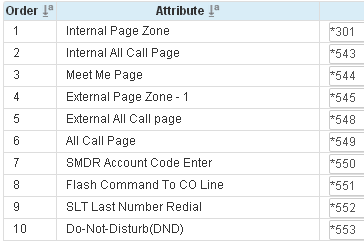 Order Attribute
1 Internal Page Zone *301
2 Internal All Call Page *543
3 Meet Me Page *544
4 External Page Zone - 1 *545
5 External All Call page *548
6 All Call Page *549
7 SMDR Account Code Enter *550
8 Flash Command To CO Line *551
9 SLT Last Number Redial *552
10 Do-Not-Disturb(DND) *553